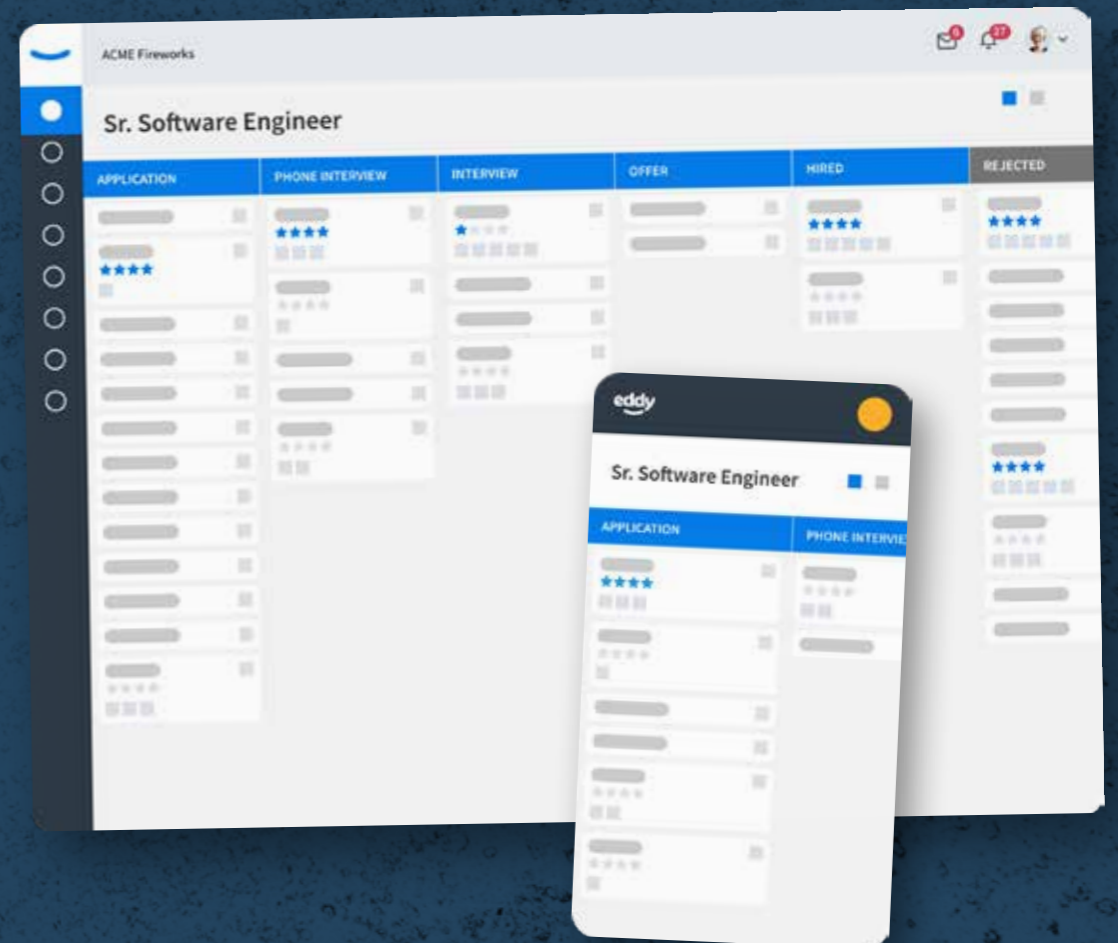 ACME Fireworks
27
Sr. Software Engineer
APPLICATION PHONE INTERVIEW INTERVIEW OFFER HIRED REJECTED
eddy
Sr. Software Engineer
APPLICATION PHONE INTERVIE